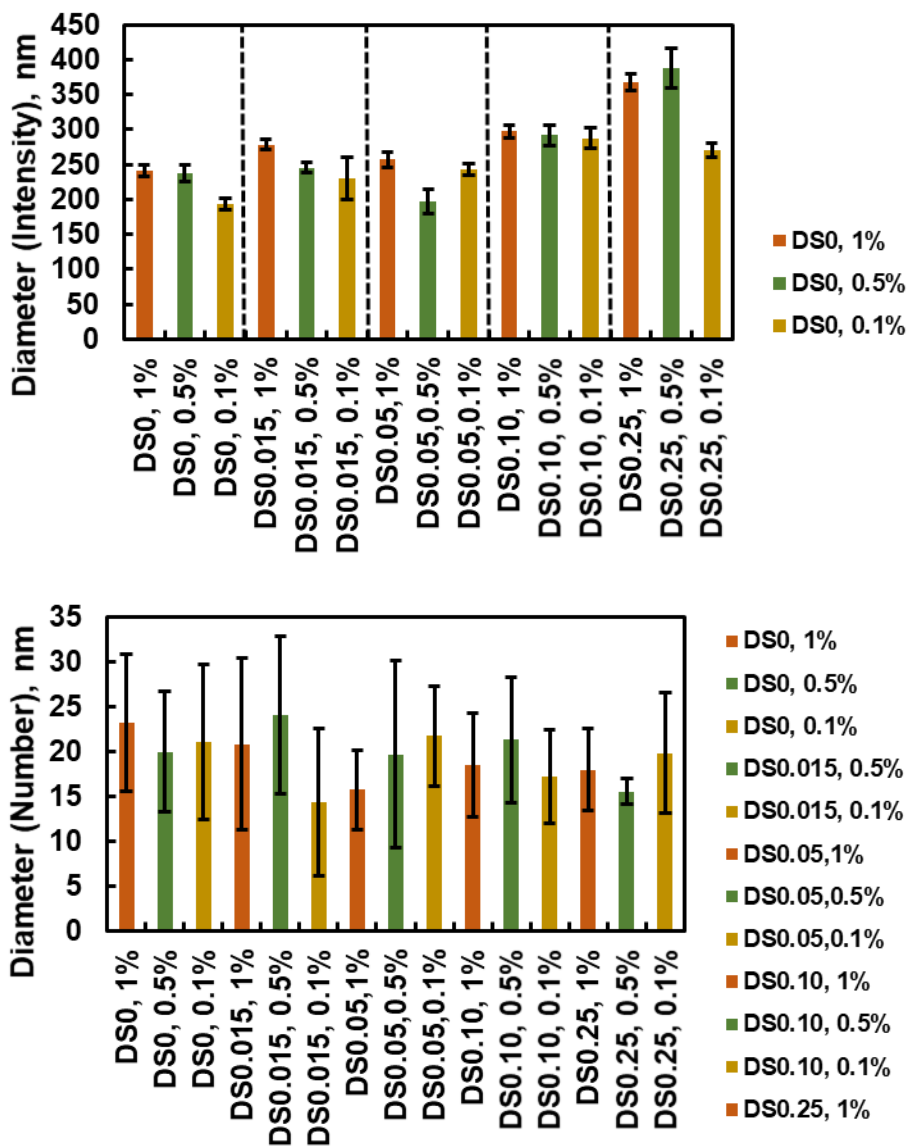 Diameter (Intensity), nm
450
400
350
300
250
200
150
100
50
0
DS0, 1%
DS0, 0.5%
DS0, 0.1%
DS0.015, 1%
DS0.015, 0.5%
DS0.015, 0.1%
DS0.05,1%
DS0.05,0.5%
DS0.05,0.1%
DS0.10, 1%
DS0.10, 0.5%
DS0.10, 0.1%
DS0.25, 1%
DS0.25, 0.5%
DS0.25, 0.1%
DS0, 1%
DS0, 0.5%
DS0, 0.1%
Diameter (Number), nm
35
30
25
20
15
10
5
0
DS0, 1%
DS0, 0.5%
DS0, 0.1%
DS0.015, 1%
DS0.015, 0.5%
DS0.015, 0.1%
DS0.05,1%
DS0.05,0.5%
DS0.05,0.1%
DS0.10, 1%
DS0.10, 0.5%
DS0.10, 0.1%
DS0.25, 1%
DS0.25, 0.5%
DS0.25, 0.1%
DS0, 1%
DS0, 0.5%
DS0, 0.1%
DS0.015, 0.5%
DS0.015, 0.1%
DS0.05,1%
DS0.05,0.5%
DS0.05,0.1%
DS0.10, 1%
DS0.10, 0.5%
DS0.10, 0.1%
DS0.25, 1%